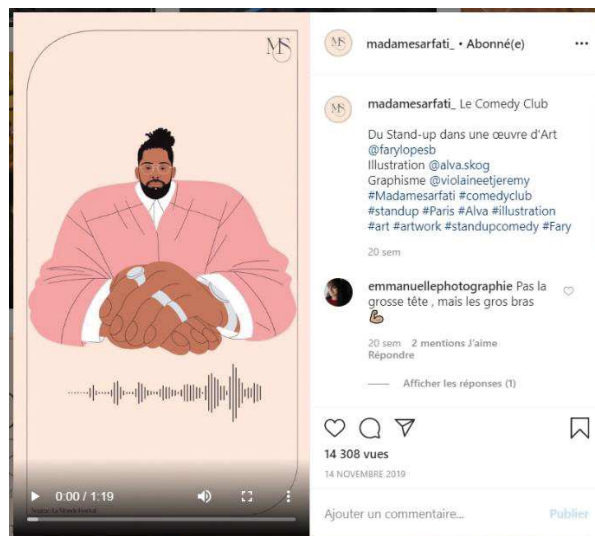 MS
madamesarfati_ • Abonné(e)
madamesarfati_ Le Comedy Club
Du Stand-up dans une œuvre d'Art
@farylopesb
Illustration @alva.skog
Graphisme @violaineetjeremy
#Madamesarfati #comedyclub
#standup #Paris #Alva #illustration
#art #artwork #standupcomedy #Fary
20 sem
emmanuellephotographie Pas la
grosse tête , mais les gros bras
20 sem 2 mentions J'aime
Répondre
Afficher les réponses (1)
14 308 vues
14 NOVEMBRE 2019
0:00 / 1:19
Ajouter un commentaire...
Publier